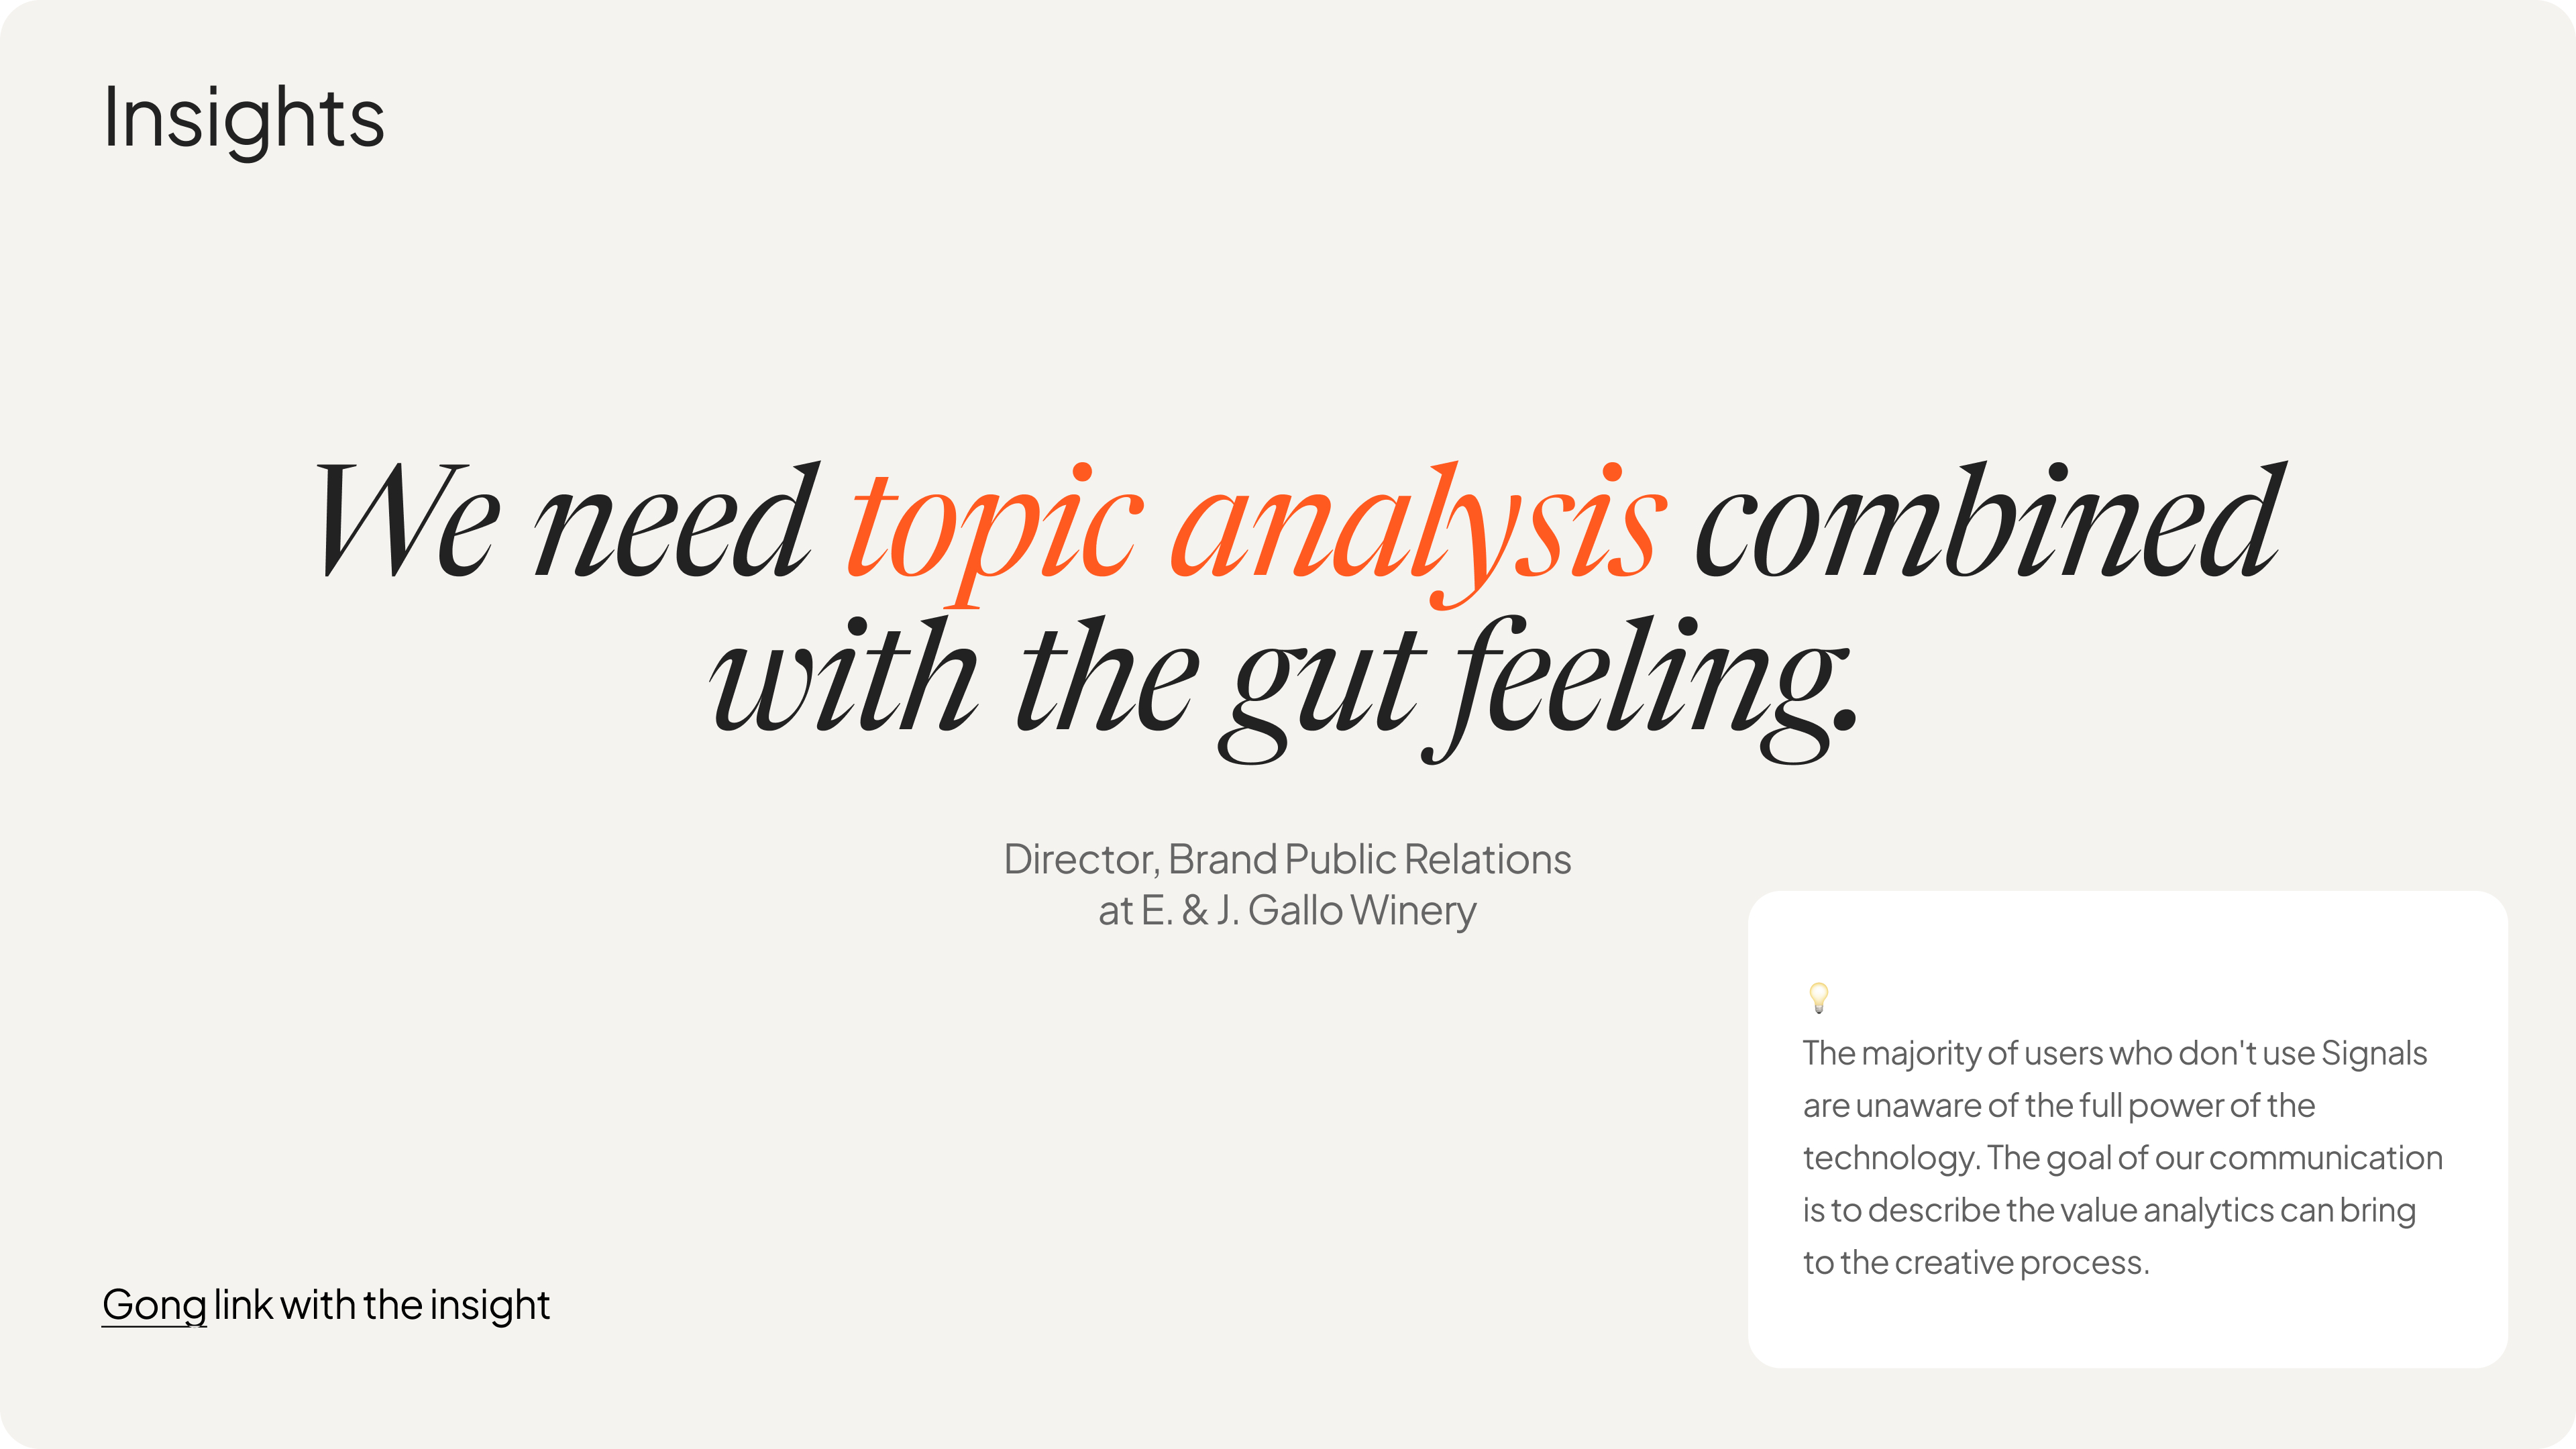 Insights
We need topic analysis combined
with the gut feeling.
Director, Brand Public Relations
at E. & J. Gallo Winery
💡
The majority of users who don't use Signals
are unaware of the full power of the
technology. The goal of our communication
is to describe the value analytics can bring
to the creative process.
Gong link with the insight